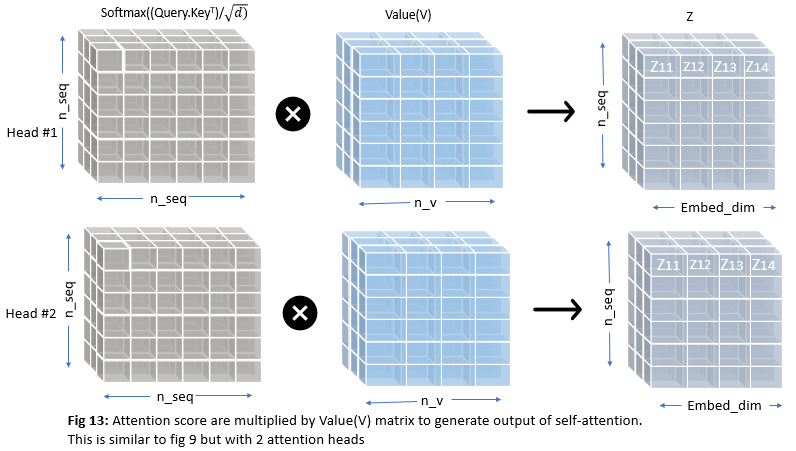 Softmax((Query.Keyᵀ)/√d)
Value(V)
Z
Head #1
n_seq
n_seq
n_v
n_seq
Z11 Z12 Z13 Z14
Embed_dim
Head #2
n_seq
n_seq
n_v
n_seq
Z11 Z12 Z13 Z14
Embed_dim
Fig 13: Attention score are multiplied by Value(V) matrix to generate output of self-attention.
This is similar to fig 9 but with 2 attention heads